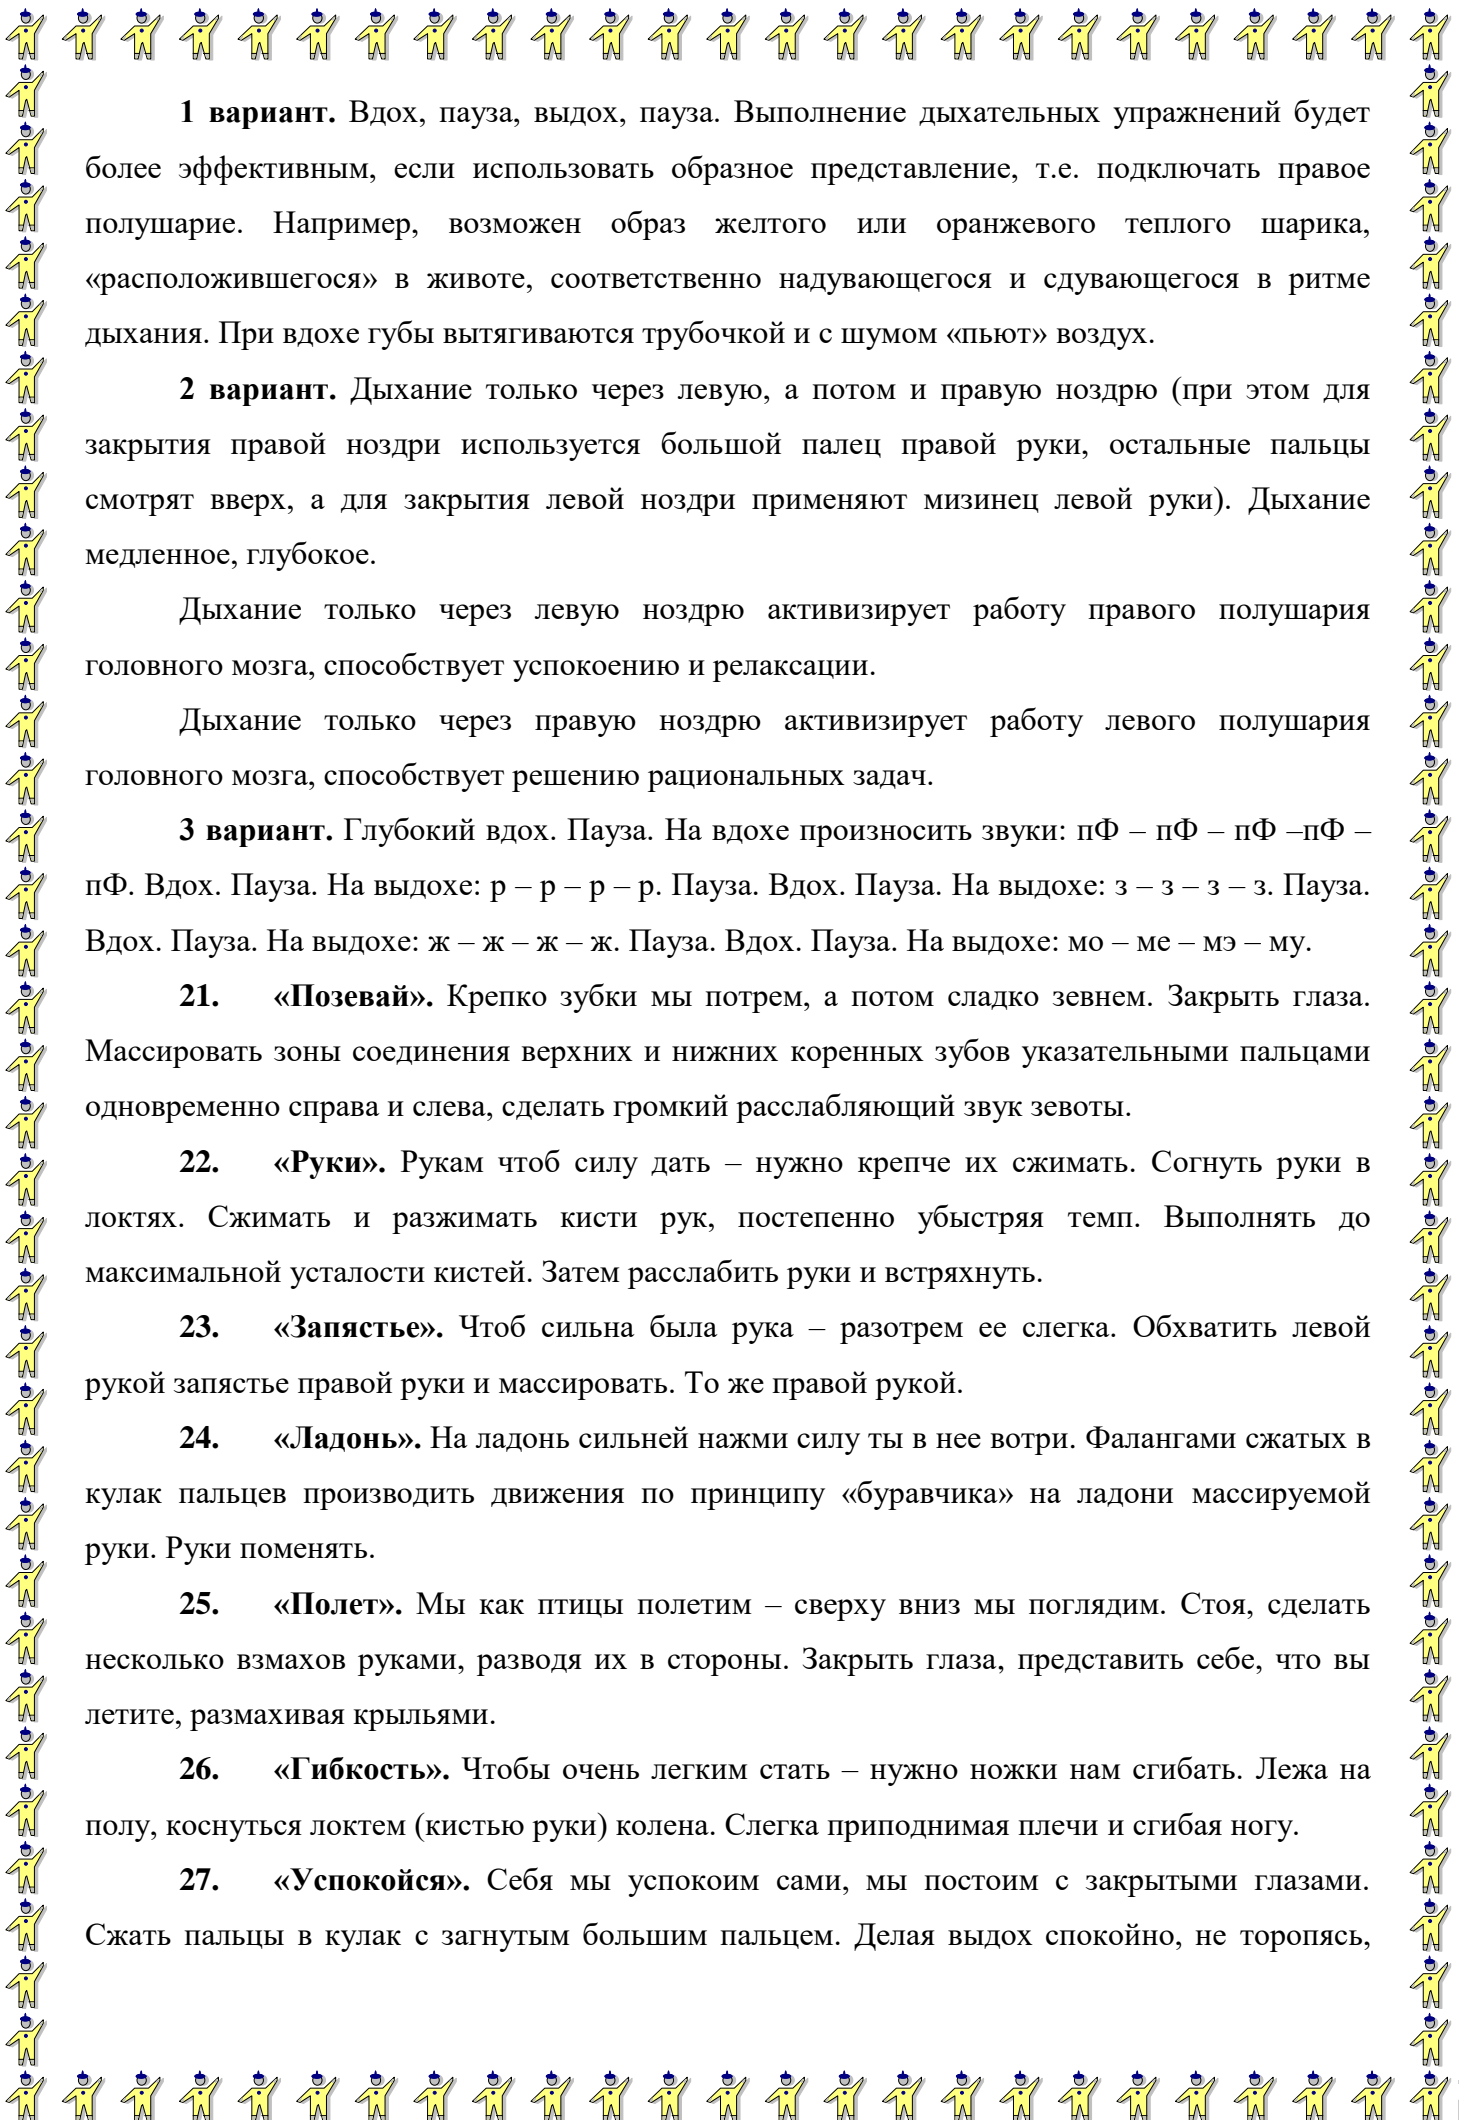 1 вариант. Вдох, пауза, выдох, пауза. Выполнение дыхательных упражнений будет
более эффективным, если использовать образное представление, т.е. подключать правое
полушарие. Например, возможен образ желтого или оранжевого теплого шарика,
«расположившегося» в животе, соответственно надувающегося и сдувающегося в ритме
дыхания. При вдохе губы вытягиваются трубочкой и с шумом «пьют» воздух.
2 вариант. Дыхание только через левую, а потом и правую ноздрю (при этом для
закрытия правой ноздри используется большой палец правой руки, остальные пальцы
смотрят вверх, а для закрытия левой ноздри применяют мизинец левой руки). Дыхание
медленное, глубокое.
Дыхание только через левую ноздрю активизирует работу правого полушария
головного мозга, способствует успокоению и релаксации.
Дыхание только через правую ноздрю активизирует работу левого полушария
головного мозга, способствует решению рациональных задач.
3 вариант. Глубокий вдох. Пауза. На вдохе произносить звуки: пФ – пФ – пФ –пФ –
пФ. Вдох. Пауза. На выдохе: р – р – р – р. Пауза. Вдох. Пауза. На выдохе: з – з – з – з. Пауза.
Вдох. Пауза. На выдохе: ж – ж – ж – ж. Пауза. Вдох. Пауза. На выдохе: мо – ме – мэ – му.
21. «Позевай». Крепко зубки мы потрем, а потом сладко зевнем. Закрыть глаза.
Массировать зоны соединения верхних и нижних коренных зубов указательными пальцами
одновременно справа и слева, сделать громкий расслабляющий звук зевоты.
22. «Руки». Рукам чтоб силу дать – нужно крепче их сжимать. Согнуть руки в
локтях. Сжимать и разжимать кисти рук, постепенно убыстряя темп. Выполнять до
максимальной усталости кистей. Затем расслабить руки и встряхнуть.
23. «Запястье». Чтоб сильна была рука – разотрем ее слегка. Обхватить левой
рукой запястье правой руки и массировать. То же правой рукой.
24. «Ладонь». На ладонь сильней нажми силу ты в нее вотри. Фалангами сжатых в
кулак пальцев производить движения по принципу «буравчика» на ладони массируемой
руки. Руки поменять.
25. «Полет». Мы как птицы полетим – сверху вниз мы поглядим. Стоя, сделать
несколько взмахов руками, разводя их в стороны. Закрыть глаза, представить себе, что вы
летите, размахивая крыльями.
26. «Гибкость». Чтобы очень легким стать – нужно ножки нам сгибать. Лежа на
полу, коснуться локтем (кистью руки) колена. Слегка приподнимая плечи и сгибая ногу.
27. «Успокойся». Себя мы успокоим сами, мы постоим с закрытыми глазами.
Сжать пальцы в кулак с загнутым большим пальцем. Делая выдох спокойно, не торопясь,